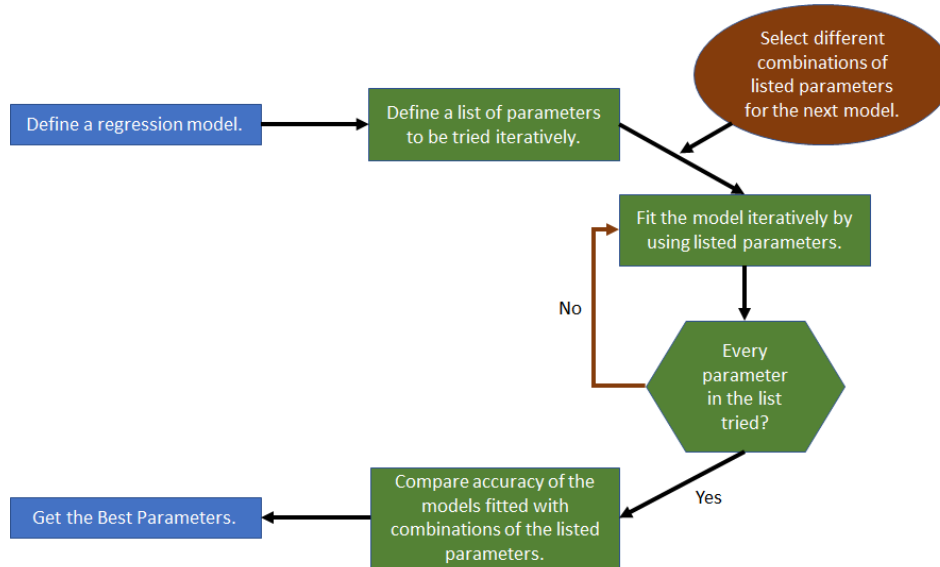 Define a regression model.
Define a list of parameters
to be tried iteratively.
Select different
combinations of
listed parameters
for the next model.
Fit the model iteratively by
using listed parameters.
No
Every
parameter
in the list
tried?
Yes
Compare accuracy of the
models fitted with
combinations of the listed
parameters.
Get the Best Parameters.